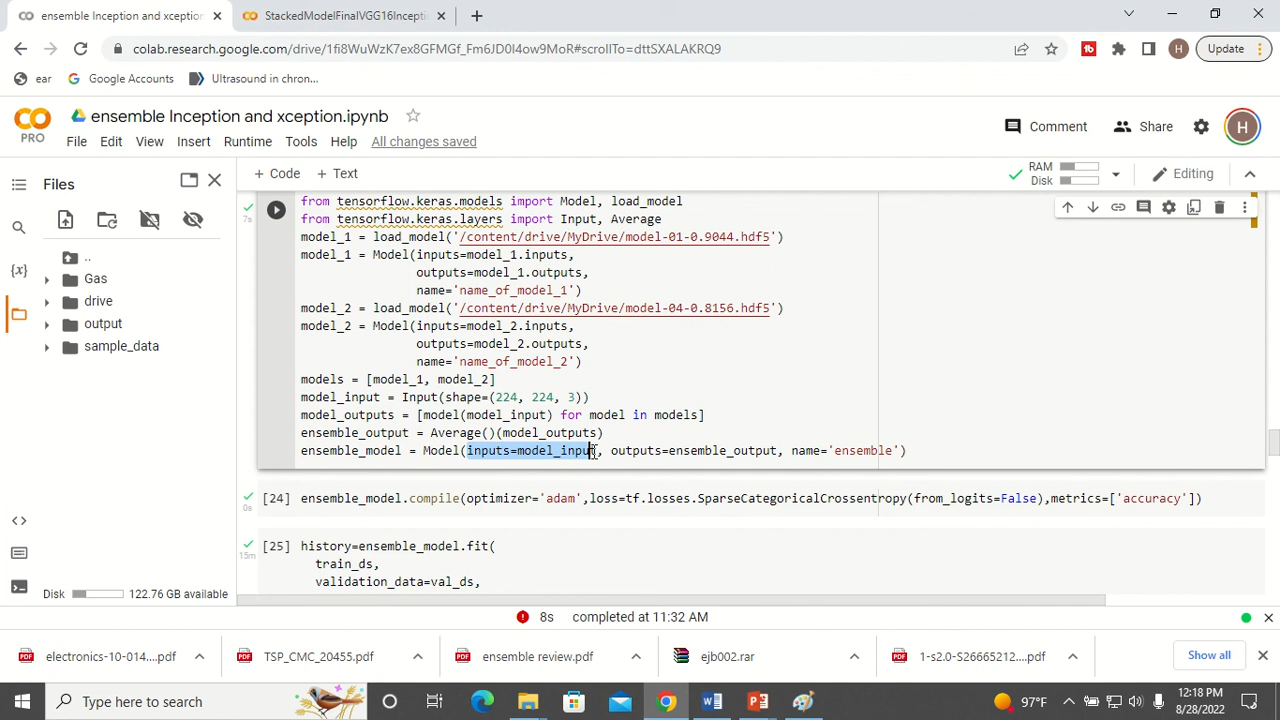 ensemble Inception and xception
StackedModelFinalVGG16Incepti
colab.research.google.com/drive/1fi8WuWzK7ex8GFMGf_Fm6JD0l4ow9MoR#scrollTo=dttSXALAKRQ9
H
Update
ear
Google Accounts
Ultrasound in chron...
PRO
ensemble Inception and xception.ipynb
File
Edit
View
Insert
Runtime
Tools
Help
All changes saved
Comment
Share
H
Files
+ Code
+ Text
RAM
Disk
Editing
..
Gas
drive
output
sample_data
{x}
Disk
122.76 GB available
7s
from tensorflow.keras.models import Model, load_model
from tensorflow.keras.layers import Input, Average
model_1 = load_model('/content/drive/MyDrive/model-01-0.9044.hdf5')
model_1 = Model(inputs=model_1.inputs,
outputs=model_1.outputs,
name='name_of_model_1')
model_2 = load_model('/content/drive/MyDrive/model-04-0.8156.hdf5')
model_2 = Model(inputs=model_2.inputs,
outputs=model_2.outputs,
name='name_of_model_2')
models = [model_1, model_2]
model_input = Input(shape=(224, 224, 3))
model_outputs = [model(model_input) for model in models]
ensemble_output = Average()(model_outputs)
ensemble_model = Model(inputs=model_input, outputs=ensemble_output, name='ensemble')
0s
[24] ensemble_model.compile(optimizer='adam',loss=tf.losses.SparseCategoricalCrossentropy(from_logits=False),metrics=['accuracy'])
15m
[25] history=ensemble_model.fit(
train_ds,
validation_data=val_ds,
8s completed at 11:32 AM
electronics-10-014....pdf
TSP_CMC_20455.pdf
ensemble review.pdf
ejb002.rar
1-s2.0-S26665212....pdf
Show all
Type here to search
97°F
12:18 PM
8/28/2022